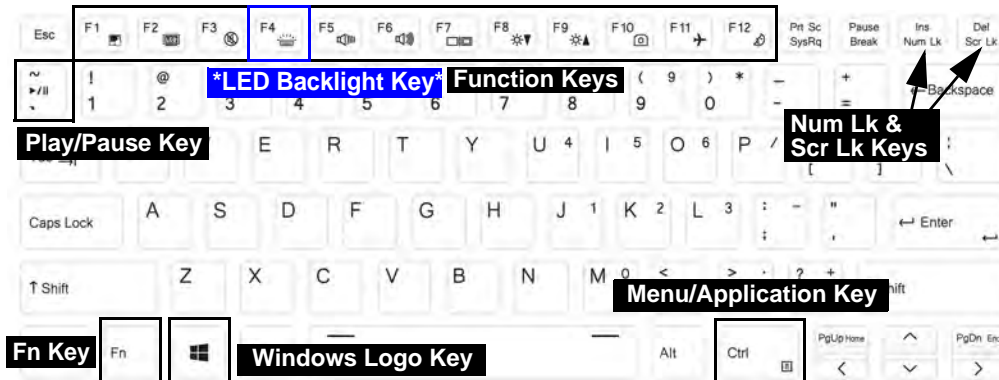 Esc F1 F2 F3 F4 F5 F6 F7 F8 F9 F10 F11 F12 Prt Sc SysRq Pause Break Ins Num Lk Del Scr Lk
*LED Backlight Key* Function Keys
~ ` ! 1 @ 2 3 4 5 6 7 8 ( 9 9 ) * 0 _ - + = Backspace
Play/Pause Key
Num Lk &
Scr Lk Keys
E R T Y U 4 I 5 O 6 P / [ ] \
Caps Lock A S D F G H J 1 K 2 L 3 : - ; " ' Enter
Shift Z X C V B N M 0 < > . ? +
Menu/Application Key
Fn Key Fn Windows Logo Key Alt Ctrl PgUp Home PgDn